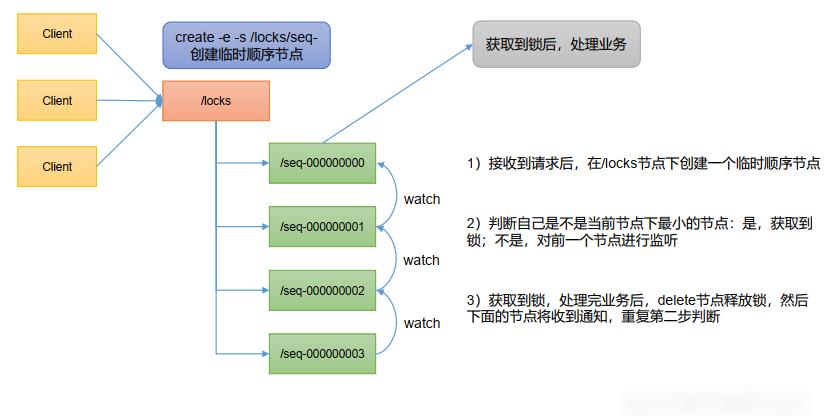 Client
create -e -s /locks/seq-
创建临时顺序节点
获取到锁后，处理业务
Client
/locks
Client
/seq-000000000
1）接收到请求后，在/locks节点下创建一个临时顺序节点
watch
/seq-000000001
2）判断自己是不是当前节点下最小的节点：是，获取到
锁；不是，对前一个节点进行监听
watch
/seq-000000002
3）获取到锁，处理完业务后，delete节点释放锁，然后
下面的节点将收到通知，重复第二步判断
watch
/seq-000000003